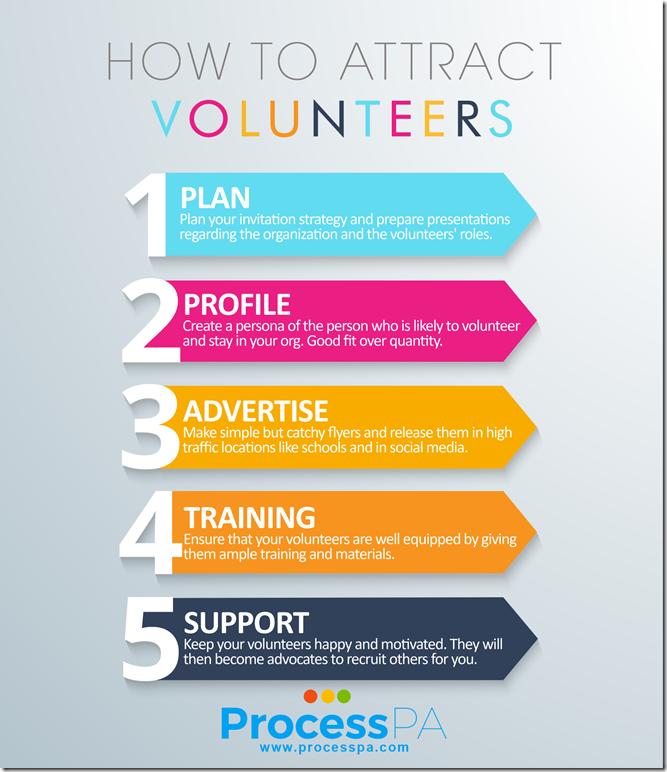 HOW TO ATTRACT
VOLUNTEERS
1
PLAN
Plan your invitation strategy and prepare presentations
regarding the organization and the volunteers' roles.
2
PROFILE
Create a persona of the person who is likely to volunteer
and stay in your org. Good fit over quantity.
3
ADVERTISE
Make simple but catchy flyers and release them in high
traffic locations like schools and in social media.
4
TRAINING
Ensure that your volunteers are well equipped by giving
them ample training and materials.
5
SUPPORT
Keep your volunteers happy and motivated. They will
then become advocates to recruit others for you.
ProcessPA
www.processpa.com